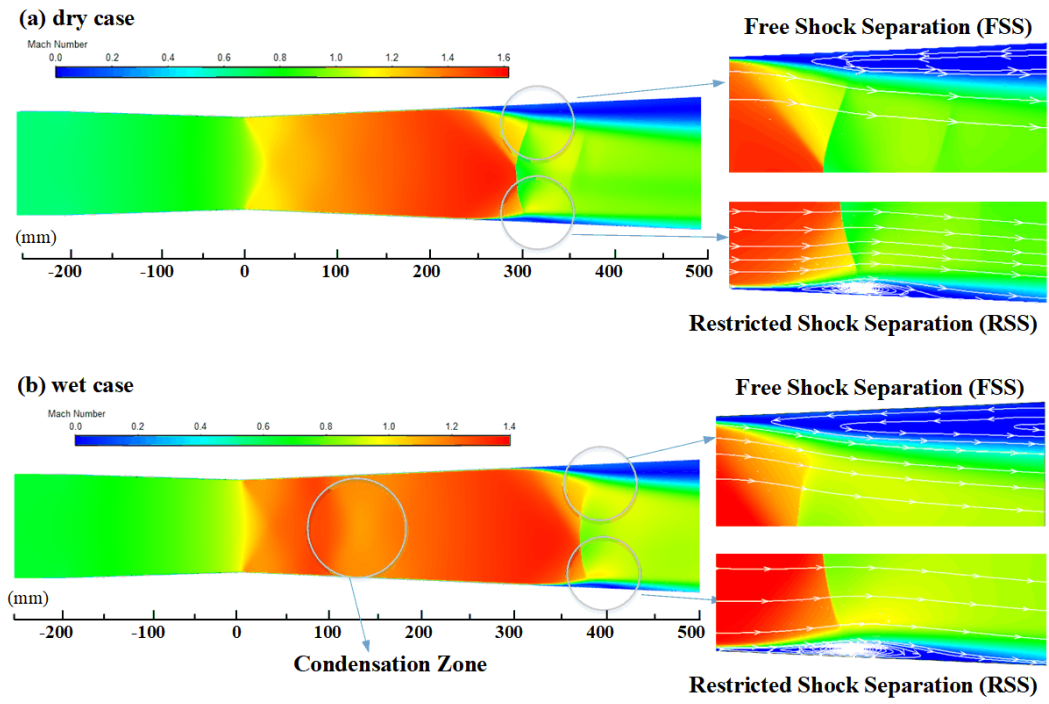 (a) dry case
Free Shock Separation (FSS)
Mach Number
0.0 0.2 0.4 0.6 0.8 1.0 1.2 1.4 1.6
(mm)
-200 -100 0 100 200 300 400 500
Restricted Shock Separation (RSS)
(b) wet case
Free Shock Separation (FSS)
Mach Number
0.0 0.2 0.4 0.6 0.8 1.0 1.2 1.4
(mm)
-200 -100 0 100 200 300 400 500
Condensation Zone
Restricted Shock Separation (RSS)